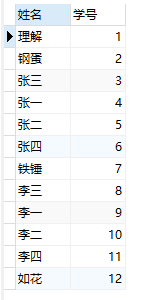 姓名 学号
理解 1
钢蛋 2
张三 3
张一 4
张二 5
张四 6
铁锤 7
李三 8
李一 9
李二 10
李四 11
如花 12